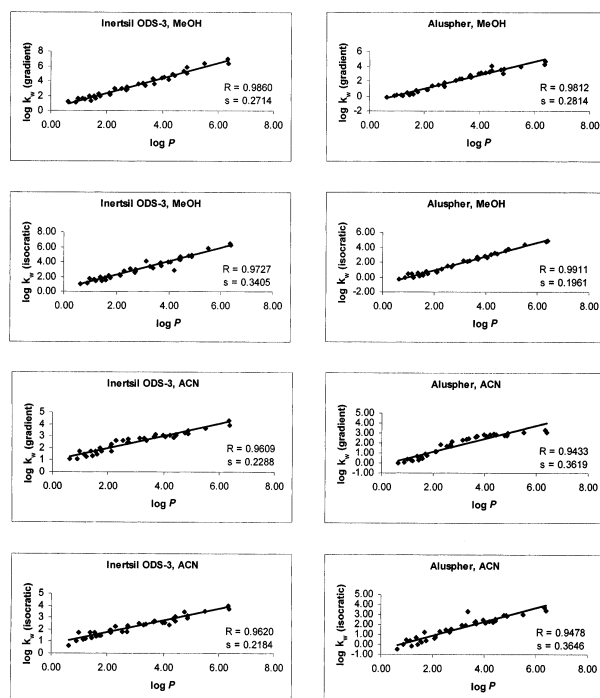 Inertsil ODS-3, MeOH
log kw (gradient)
8
6
4
2
0
0.00 2.00 4.00 6.00 8.00
log P
R = 0.9860
s = 0.2714
Aluspher, MeOH
log kw (gradient)
6
4
2
0
-2
0.00 2.00 4.00 6.00 8.00
log P
R = 0.9812
s = 0.2814
Inertsil ODS-3, MeOH
log kw (isocratic)
8.00
6.00
4.00
2.00
0.00
0.00 2.00 4.00 6.00 8.00
log P
R = 0.9727
s = 0.3405
Aluspher, MeOH
log kw (isocratic)
6.00
4.00
2.00
0.00
-2.00
0.00 2.00 4.00 6.00 8.00
log P
R = 0.9911
s = 0.1961
Inertsil ODS-3, ACN
log kw (gradient)
5
4
3
2
1
0
0.00 2.00 4.00 6.00 8.00
log P
R = 0.9609
s = 0.2288
Aluspher, ACN
log kw (gradient)
5.00
4.00
3.00
2.00
1.00
0.00
-1.00
0.00 2.00 4.00 6.00 8.00
log P
R = 0.9433
s = 0.3619
Inertsil ODS-3, ACN
log kw (isocratic)
5
4
3
2
1
0
0.00 2.00 4.00 6.00 8.00
log P
R = 0.9620
s = 0.2184
Aluspher, ACN
log kw (isocratic)
5.00
4.00
3.00
2.00
1.00
0.00
-1.00
0.00 2.00 4.00 6.00 8.00
log P
R = 0.9478
s = 0.3646